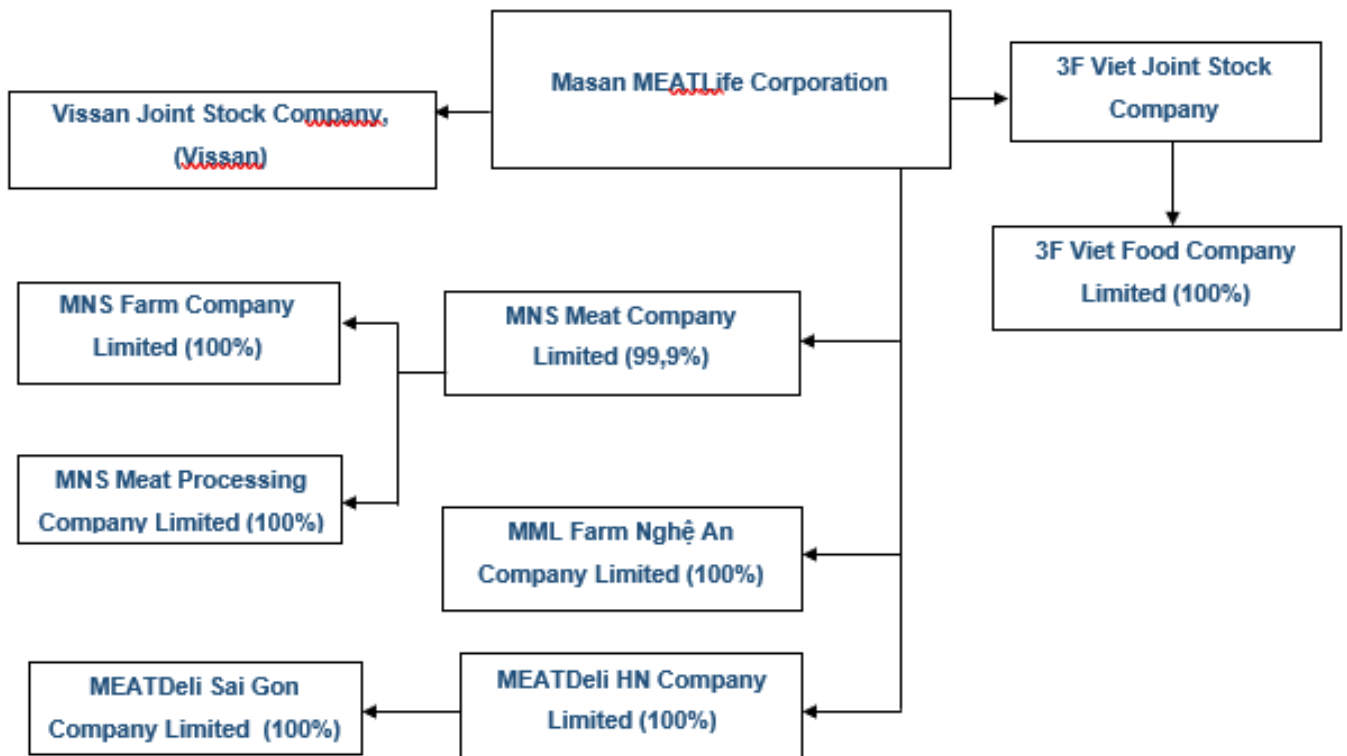 Masan MEATLife Corporation
3F Viet Joint Stock
Company
Vissan Joint Stock Company,
(Vissan)
3F Viet Food Company
Limited (100%)
MNS Farm Company
Limited (100%)
MNS Meat Company
Limited (99,9%)
MNS Meat Processing
Company Limited (100%)
MML Farm Nghệ An
Company Limited (100%)
MEATDeli Sai Gon
Company Limited (100%)
MEATDeli HN Company
Limited (100%)